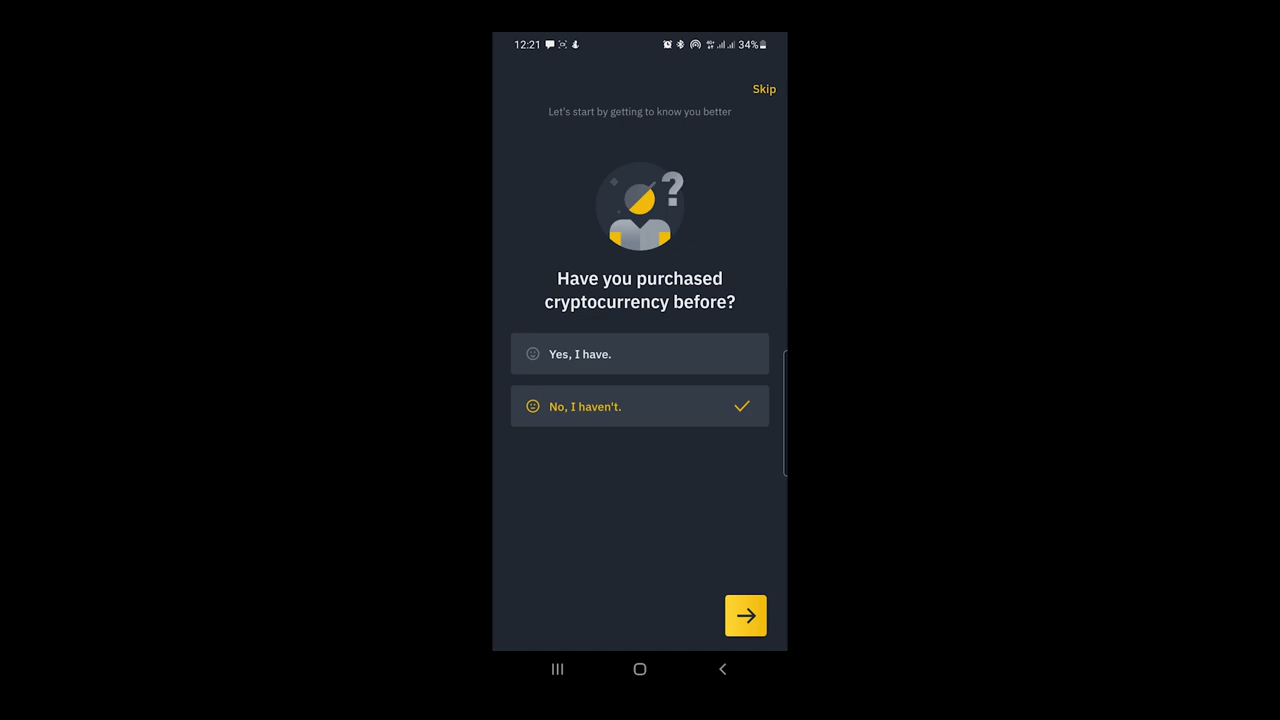 12:21
34%
Skip
Let's start by getting to know you better
?
Have you purchased
cryptocurrency before?
Yes, I have.
No, I haven't.